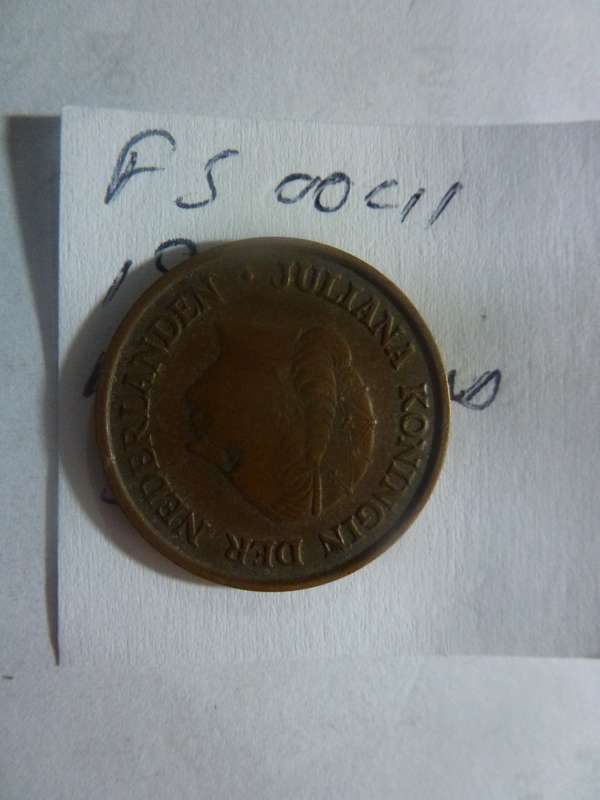 FS 00C11
JULIANA KONINGIN DER NEDERLANDEN